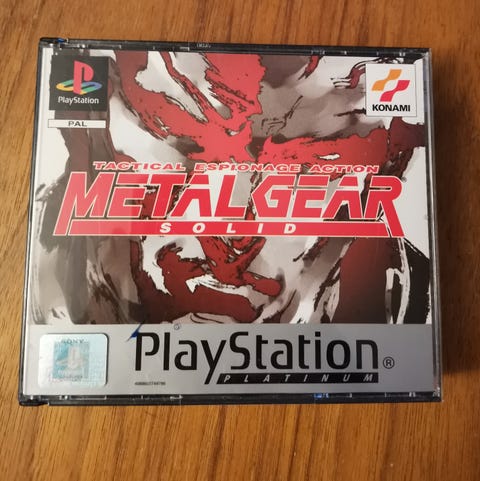 PlayStation
PAL
KONAMI
TACTICAL ESPIONAGE ACTION
METAL GEAR
SOLID
SONY
PlayStation®
PLATINUM